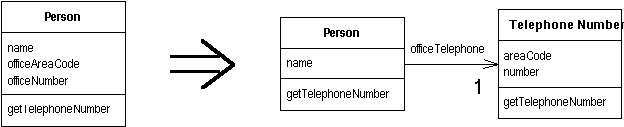 Person
name
officeAreaCode
officeNumber
getTelephoneNumber
Person
name
getTelephoneNumber
officeTelephone
1
Telephone Number
areaCode
number
getTelephoneNumber